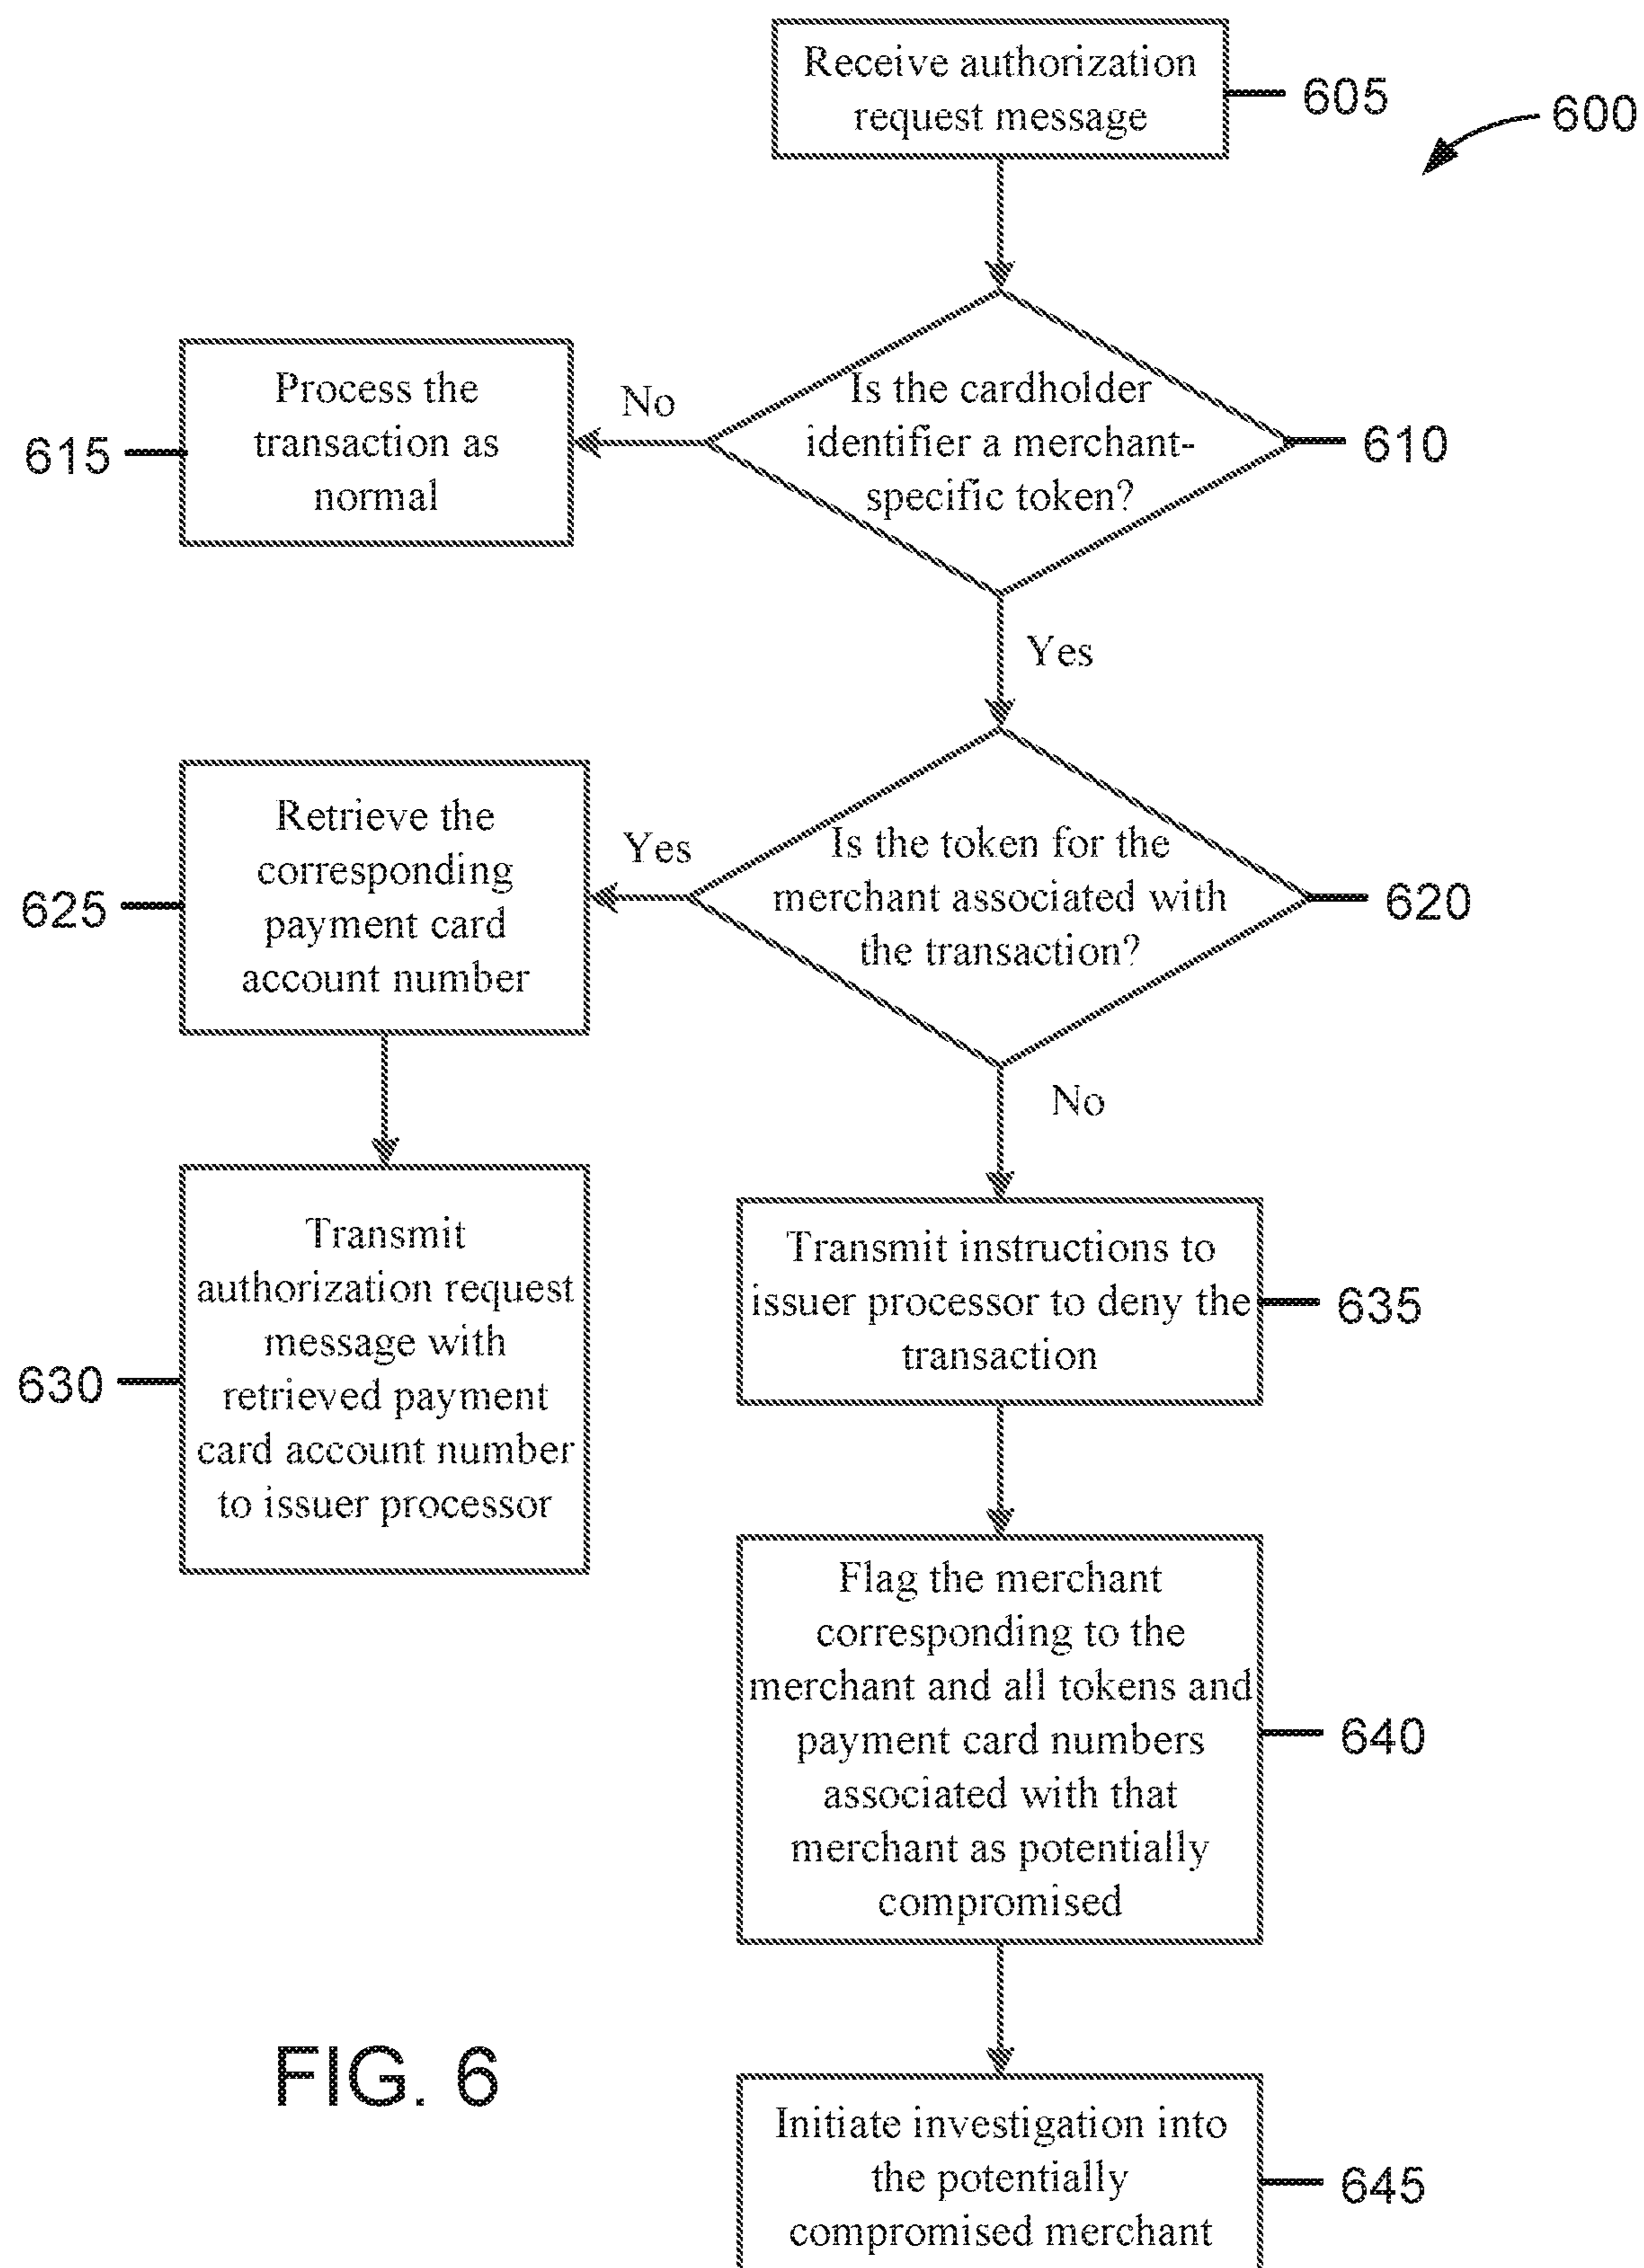 Receive authorization
request message
605
600
Is the cardholder
identifier a merchant-
specific token?
610
No
Process the
transaction as
normal
615
Yes
Is the token for the
merchant associated with
the transaction?
620
Yes
Retrieve the
corresponding
payment card
account number
625
Transmit
authorization request
message with
retrieved payment
card account number
to issuer processor
630
No
Transmit instructions to
issuer processor to deny the
transaction
635
Flag the merchant
corresponding to the
merchant and all tokens and
payment card numbers
associated with that
merchant as potentially
compromised
640
Initiate investigation into
the potentially
compromised merchant
645
FIG. 6